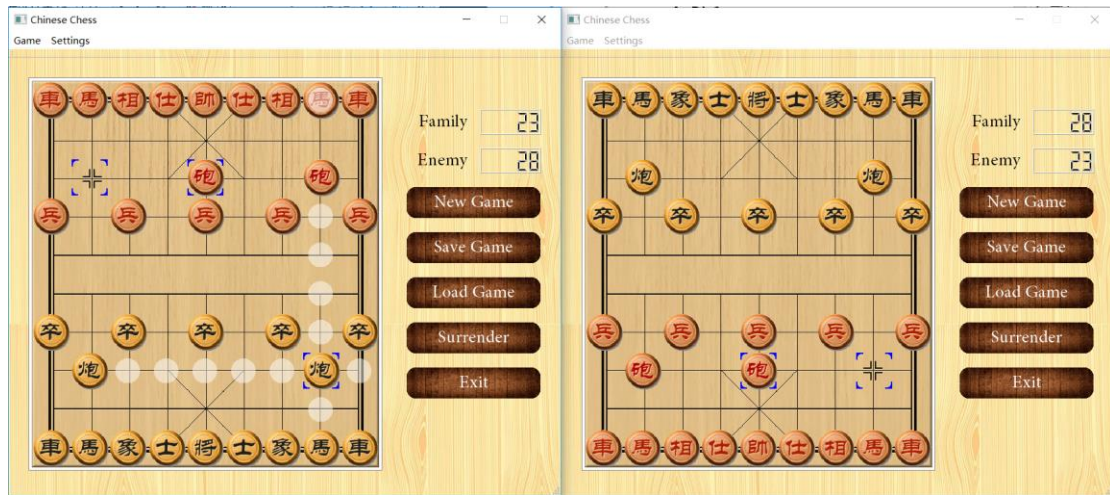 Chinese Chess
Game Settings
車馬相仕帥仕相馬車
砲砲
兵兵兵兵兵
卒卒卒卒卒
炮炮
車馬象士将士象馬車
Family 23
Enemy 28
New Game
Save Game
Load Game
Surrender
Exit
Chinese Chess
Game Settings
車馬象士将士象馬車
炮炮
卒卒卒卒卒
兵兵兵兵兵
砲砲
車馬相仕帥仕相馬車
Family 28
Enemy 23
New Game
Save Game
Load Game
Surrender
Exit